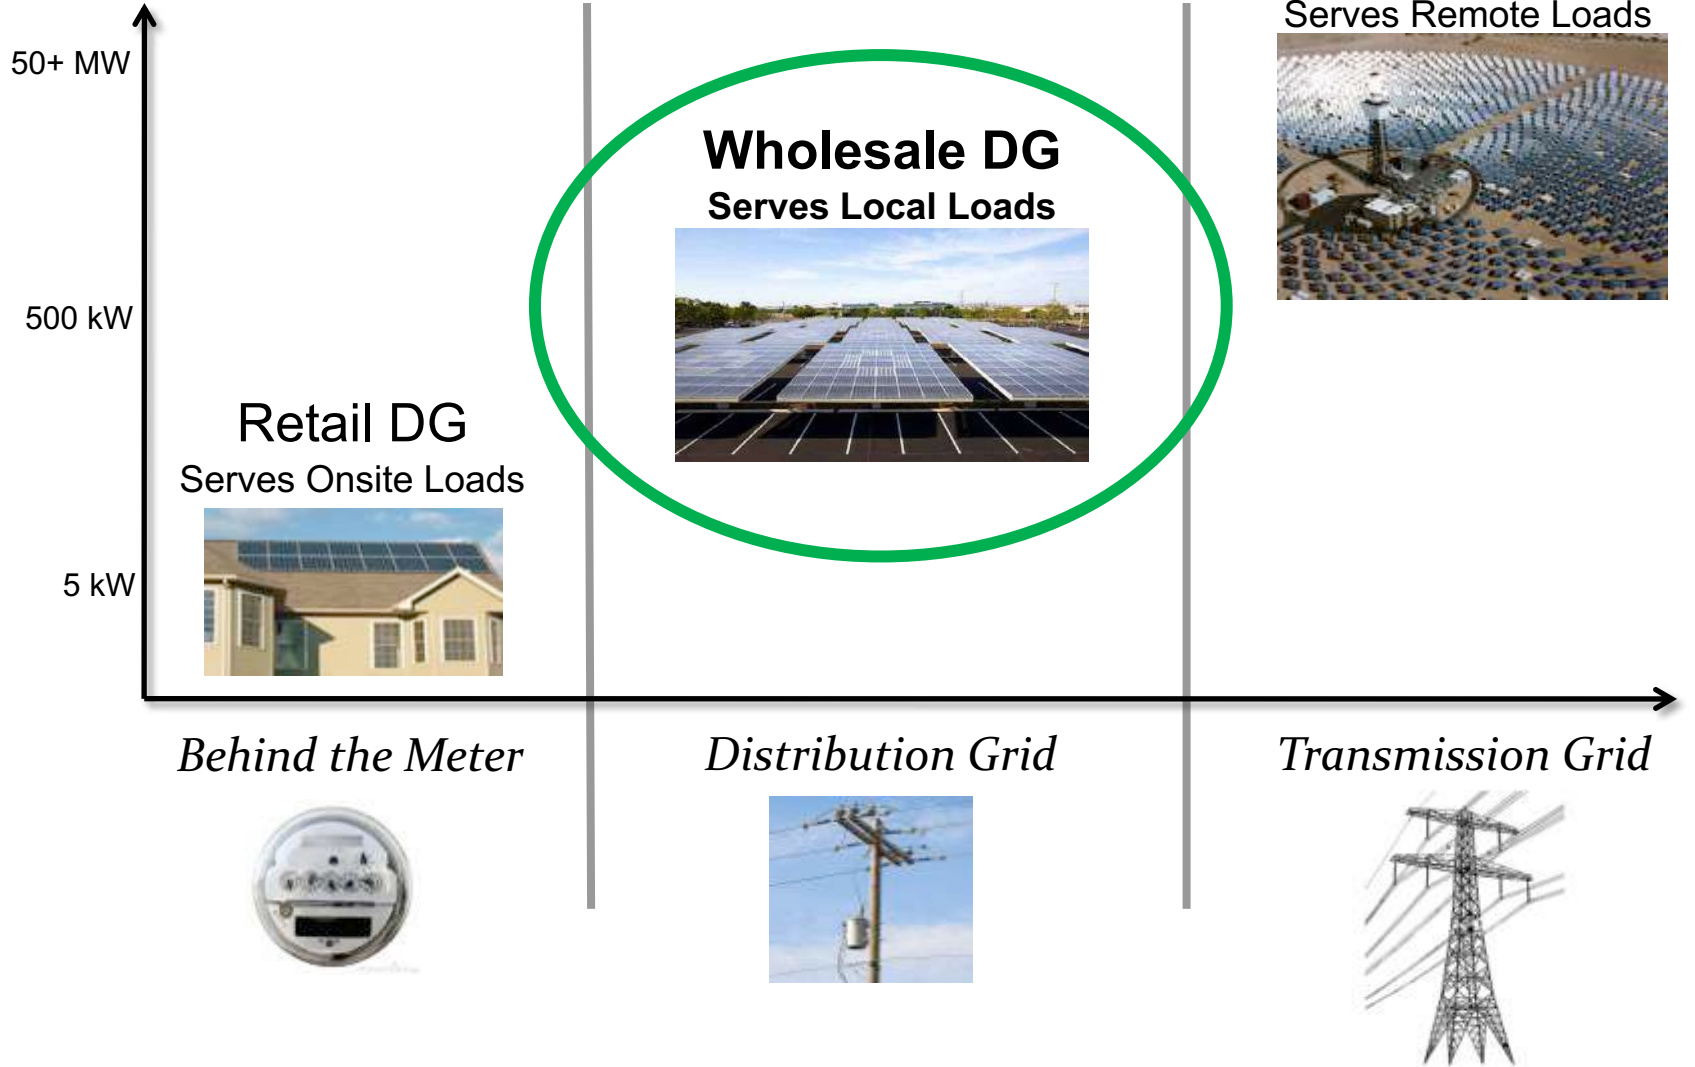 Serves Remote Loads
50+ MW
Wholesale DG
Serves Local Loads
500 kW
Retail DG
Serves Onsite Loads
5 kW
Behind the Meter
Distribution Grid
Transmission Grid